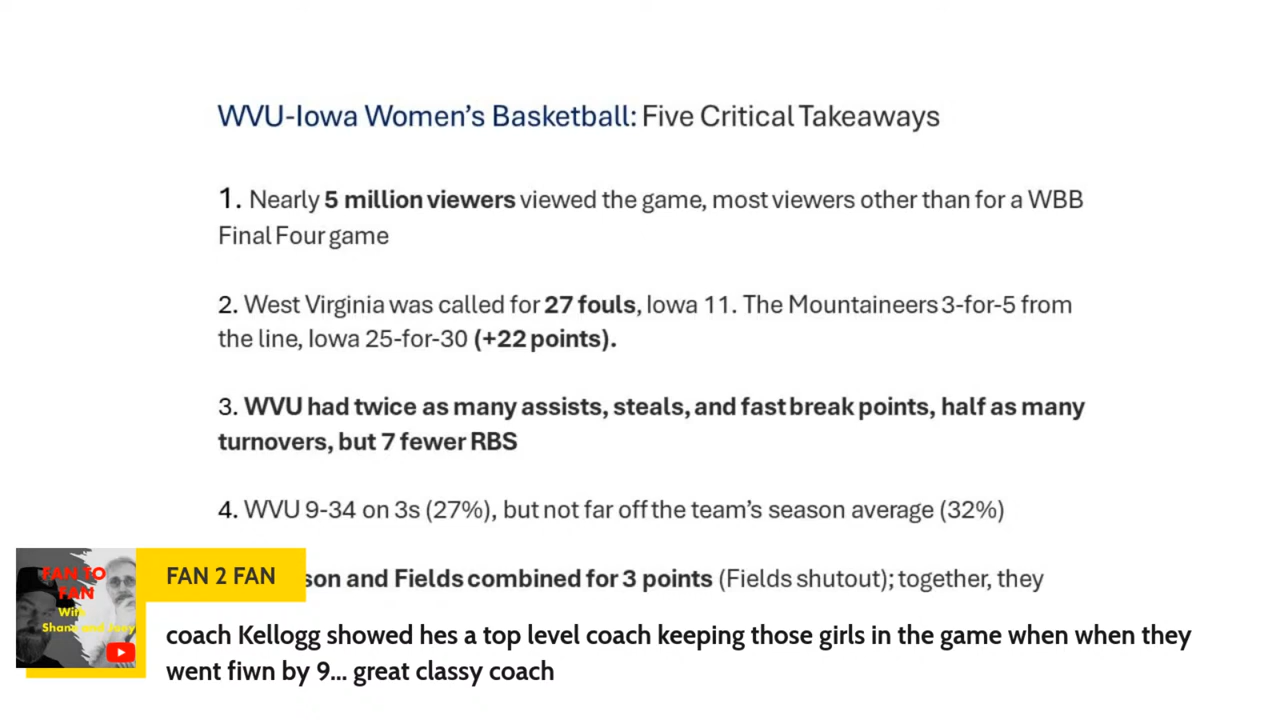 WVU-Iowa Women's Basketball: Five Critical Takeaways
1. Nearly 5 million viewers viewed the game, most viewers other than for a WBB
Final Four game
2. West Virginia was called for 27 fouls, Iowa 11. The Mountaineers 3-for-5 from
the line, Iowa 25-for-30 (+22 points).
3. WVU had twice as many assists, steals, and fast break points, half as many
turnovers, but 7 fewer RBS
4. WVU 9-34 on 3s (27%), but not far off the team's season average (32%)
son and Fields combined for 3 points (Fields shutout); together, they
FAN TO
FAN
With
Shane and
FAN 2 FAN
coach Kellogg showed hes a top level coach keeping those girls in the game when when they
went fiwn by 9... great classy coach